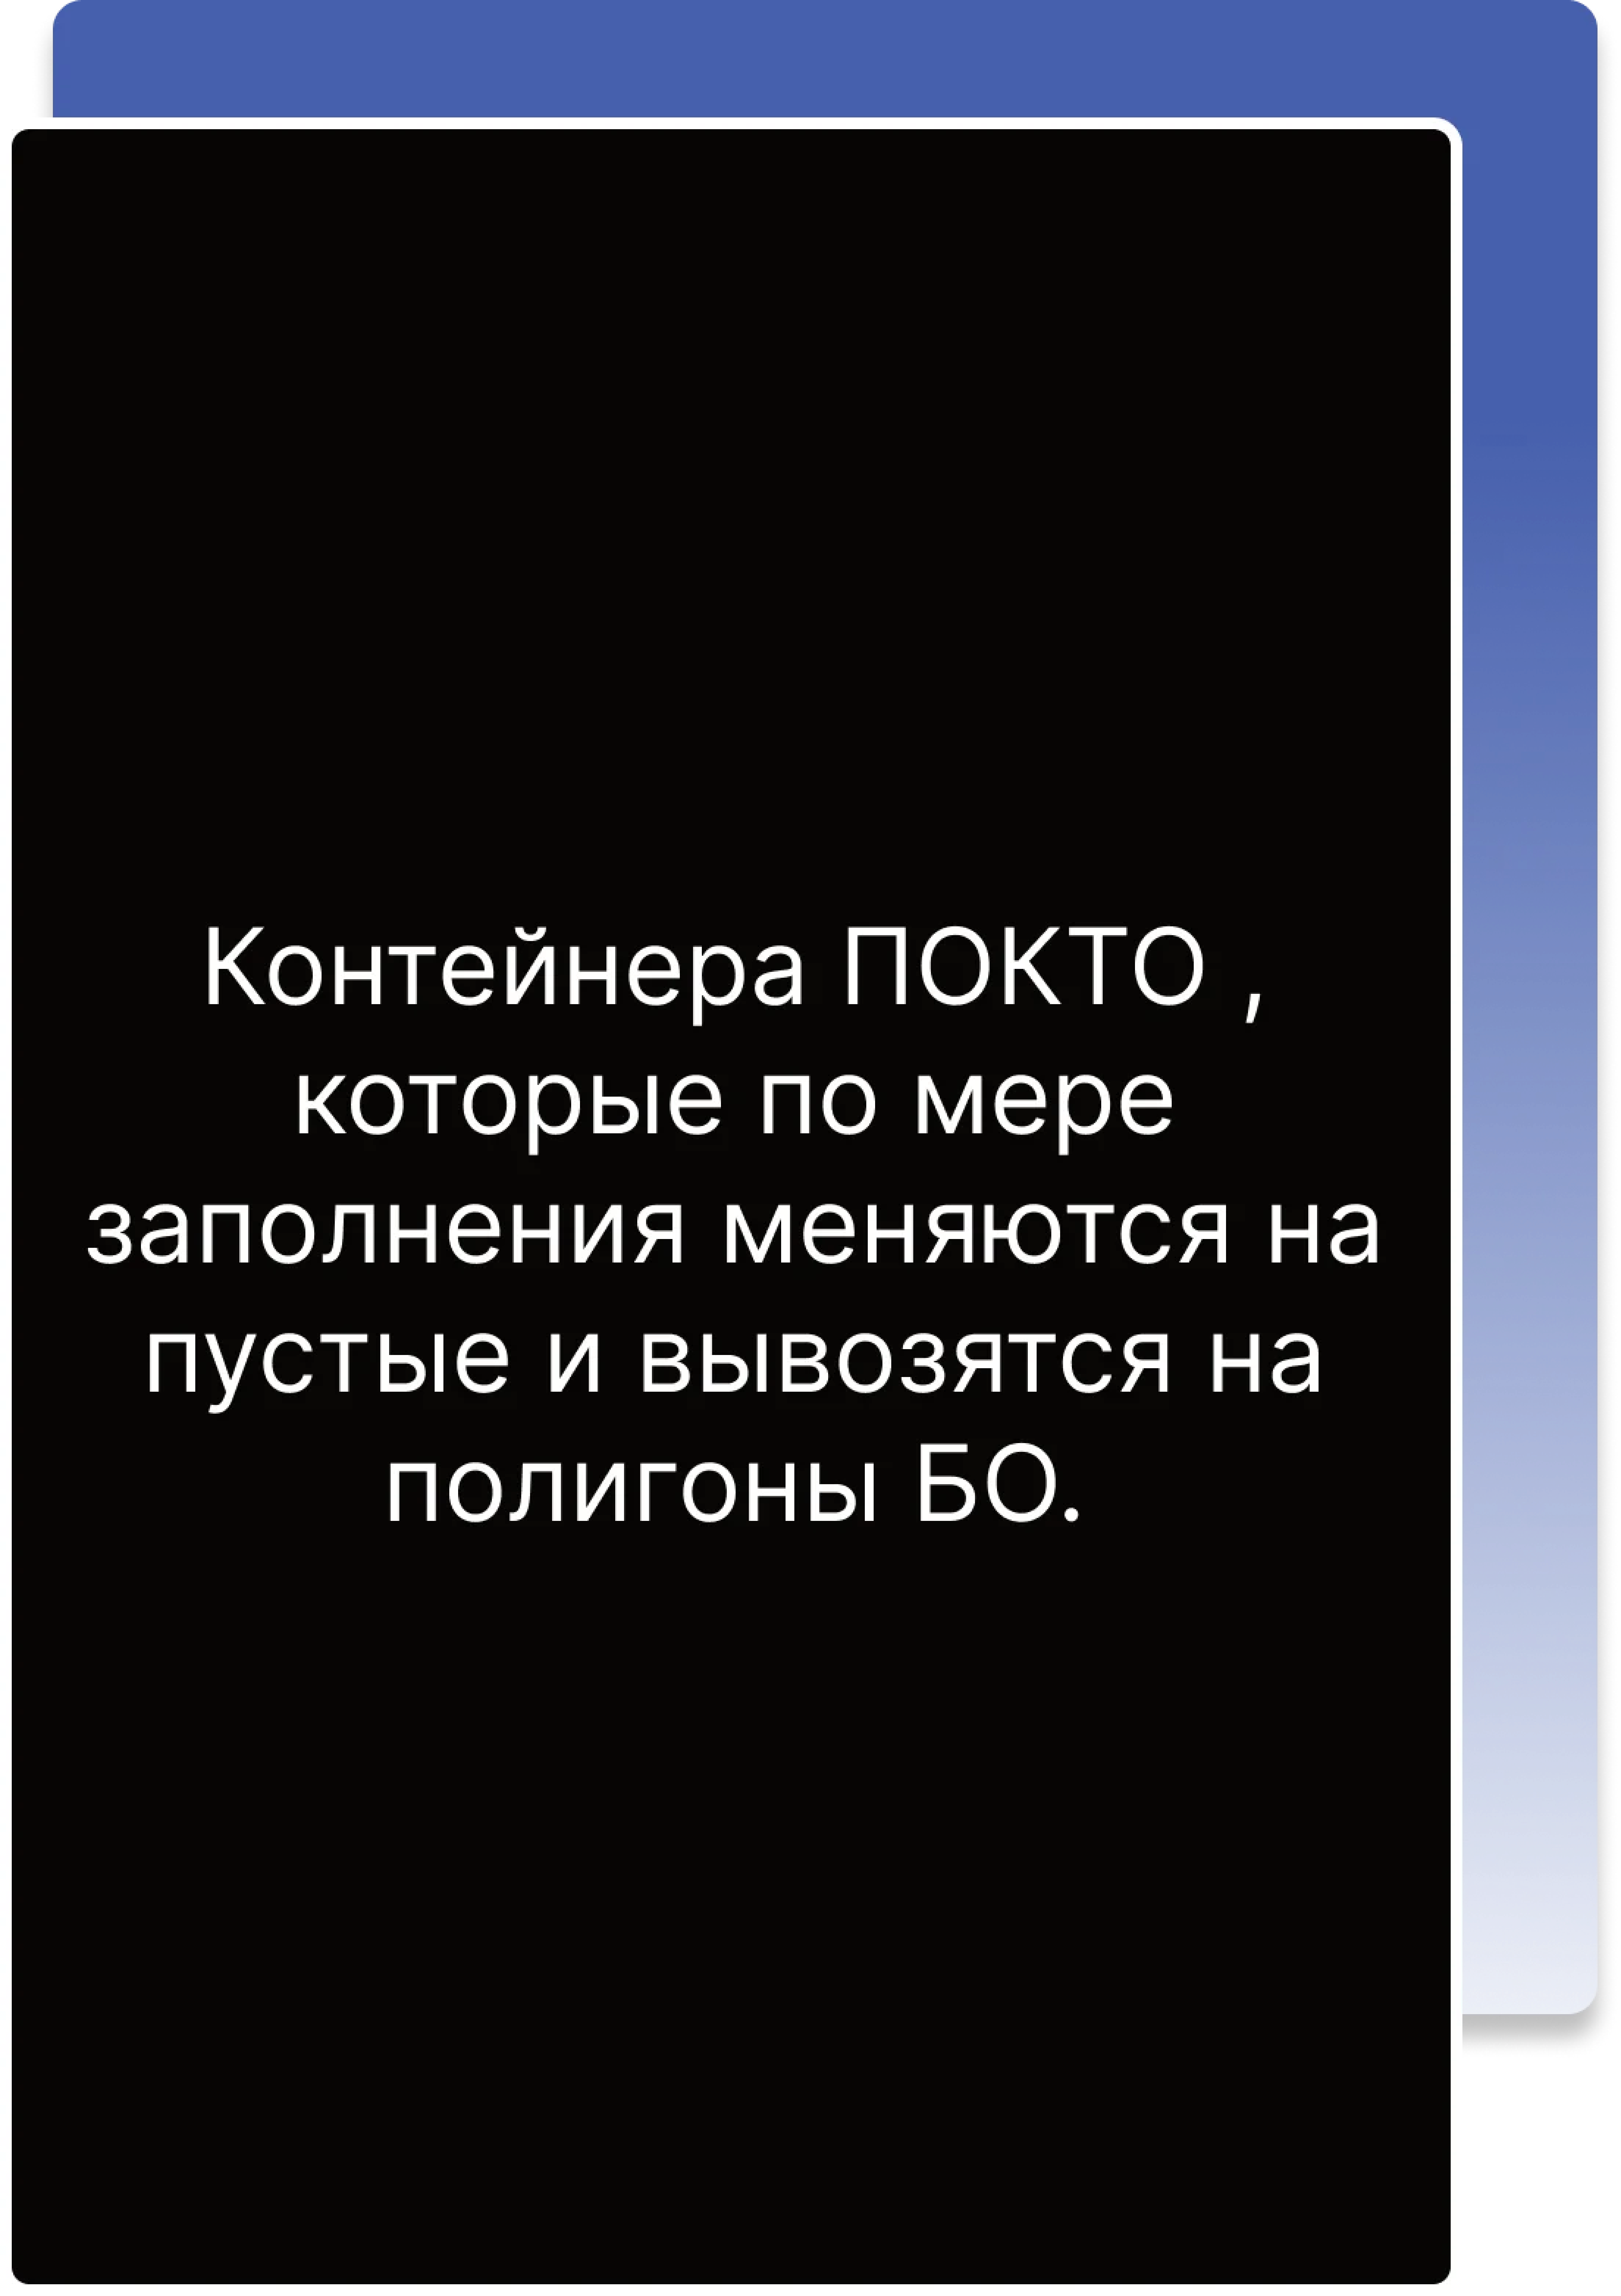 Контейнера ПОКТО ,
которые по мере
заполнения меняются на
пустые и вывозятся на
полигоны БО.